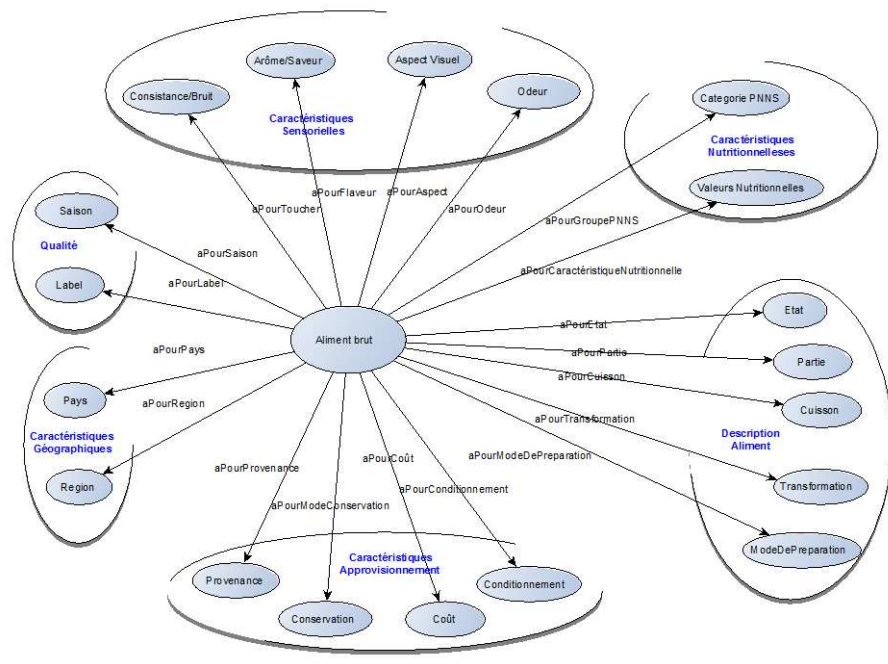 Arôme/Saveur
Aspect Visuel
Consistance/Bruit
Odeur
Caractéristiques
Sensorielles
Categorie PNNS
Caractéristiques
Nutritionnelleses
Valeurs Nutritionnelles
aPourToucher
aPourFlaveur
aPourAspect
aPourOdeur
aPourGroupePNNS
aPourCaractéristiqueNutritionnelle
Saison
Qualité
Label
aPourSaison
aPourLabel
Aliment brut
aPourEtat
aPourPartie
aPourCuisson
aPourTransformation
aPourModeDePreparation
Etat
Partie
Cuisson
Description
Aliment
Transformation
ModeDePreparation
aPourPays
aPourRegion
Pays
Caractéristiques
Géographiques
Region
aPourProvenance
aPourModeConservation
aPourCoût
aPourConditionnement
Caractéristiques
Approvisionnement
Provenance
Conservation
Coût
Conditionnement